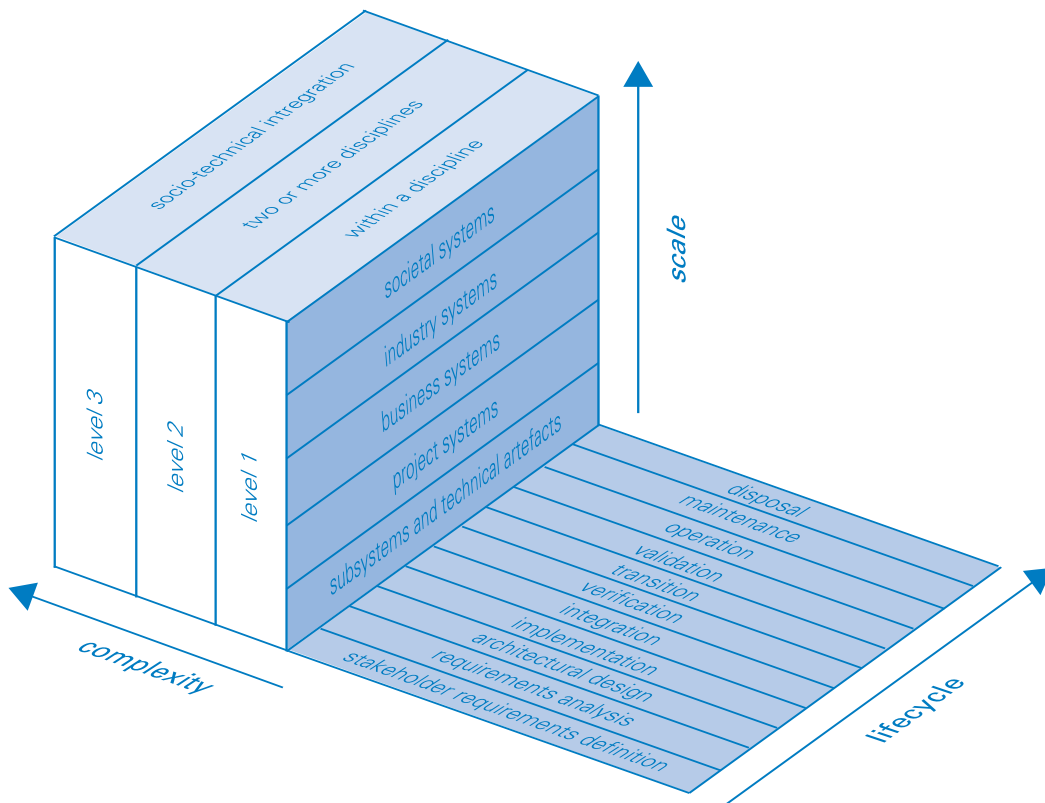 socio-technical intregration
two or more disciplines
within a discipline
societal systems
industry systems
business systems
project systems
subsystems and technical artefacts
scale
level 3
level 2
level 1
disposal
maintenance
operation
validation
transition
verification
integration
implementation
architectural design
requirements analysis
stakeholder requirements definition
complexity
lifecycle